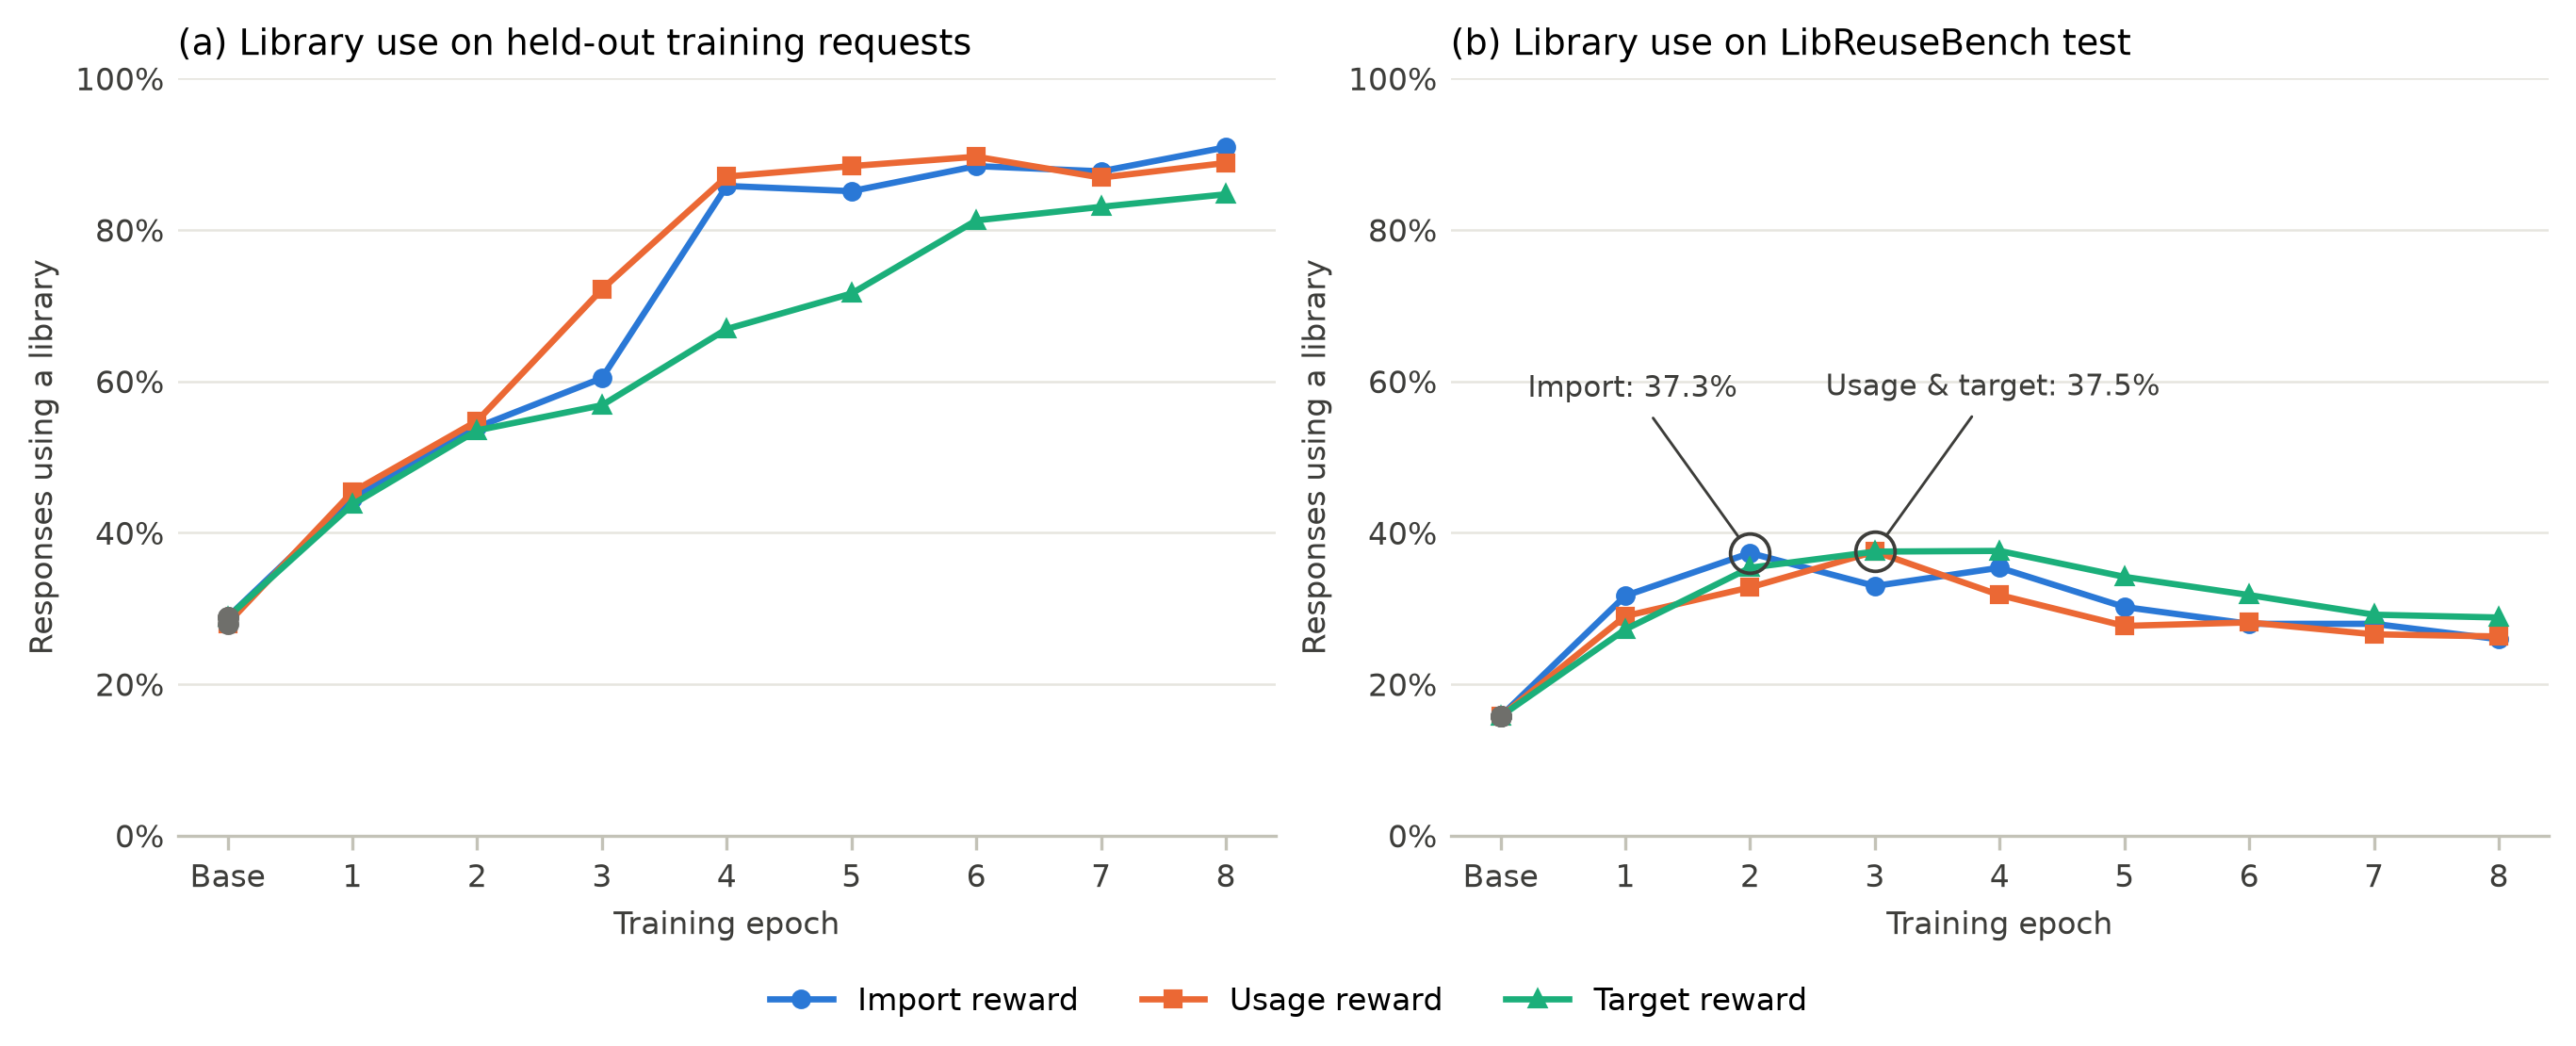 (a) Library use on held-out training requests
100%
80%
60%
40%
20%
0%
Responses using a library
Base 1 2 3 4 5 6 7 8
Training epoch
(b) Library use on LibReuseBench test
100%
80%
60%
40%
20%
0%
Responses using a library
Import: 37.3%
Usage & target: 37.5%
Base 1 2 3 4 5 6 7 8
Training epoch
Import reward
Usage reward
Target reward